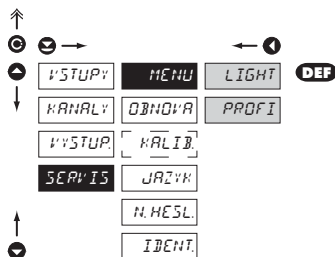 VSTUPY MENU LIGHT DEF
KANALY OBNOVA PROFI
VYSTUP. KALIB.
SERVIS JAZYK
N. HESL.
IDENT.